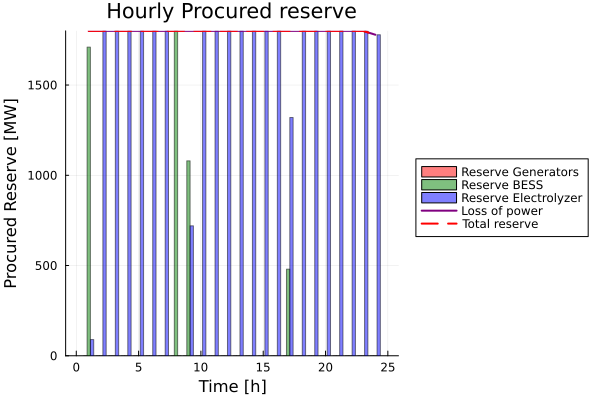 Hourly Procured reserve
Procured Reserve [MW]
1500
1000
500
0
0 5 10 15 20 25
Time [h]
Reserve Generators
Reserve BESS
Reserve Electrolyzer
Loss of power
Total reserve